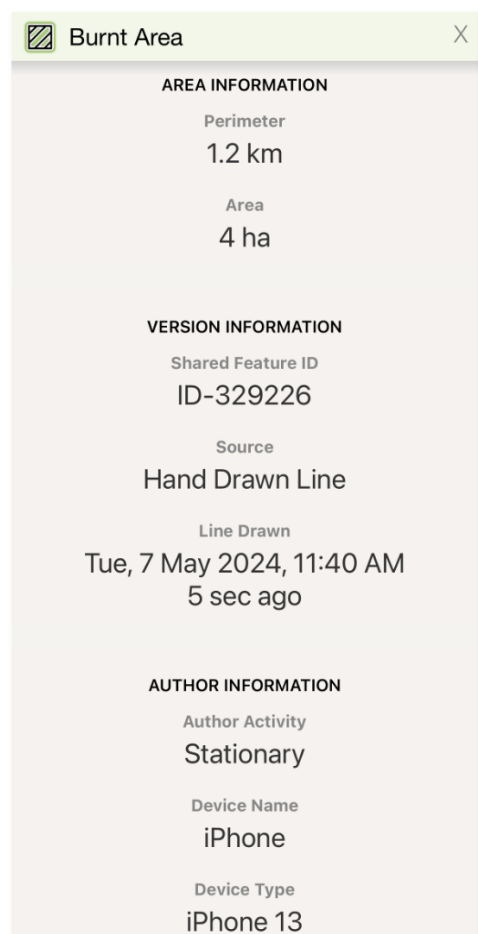 Burnt Area
X
AREA INFORMATION
Perimeter
1.2 km
Area
4 ha
VERSION INFORMATION
Shared Feature ID
ID-329226
Source
Hand Drawn Line
Line Drawn
Tue, 7 May 2024, 11:40 AM
5 sec ago
AUTHOR INFORMATION
Author Activity
Stationary
Device Name
iPhone
Device Type
iPhone 13